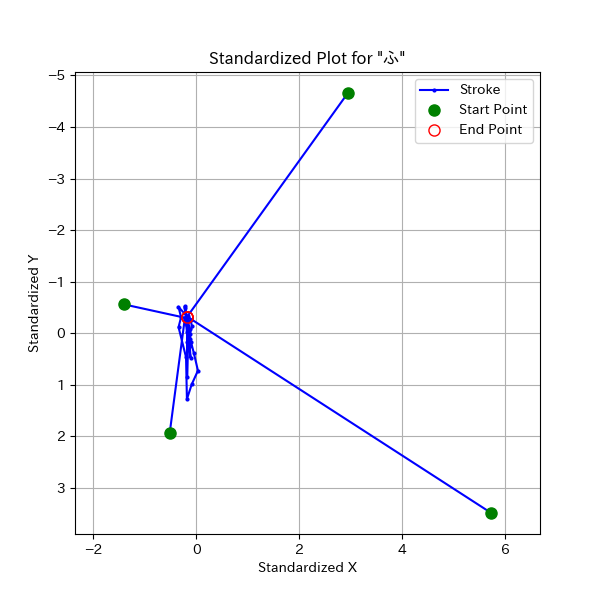 Standardized Plot for "ふ"
Stroke
Start Point
End Point
−5
−4
−3
−2
−1
0
1
2
3
Standardized Y
−2 0 2 4 6
Standardized X